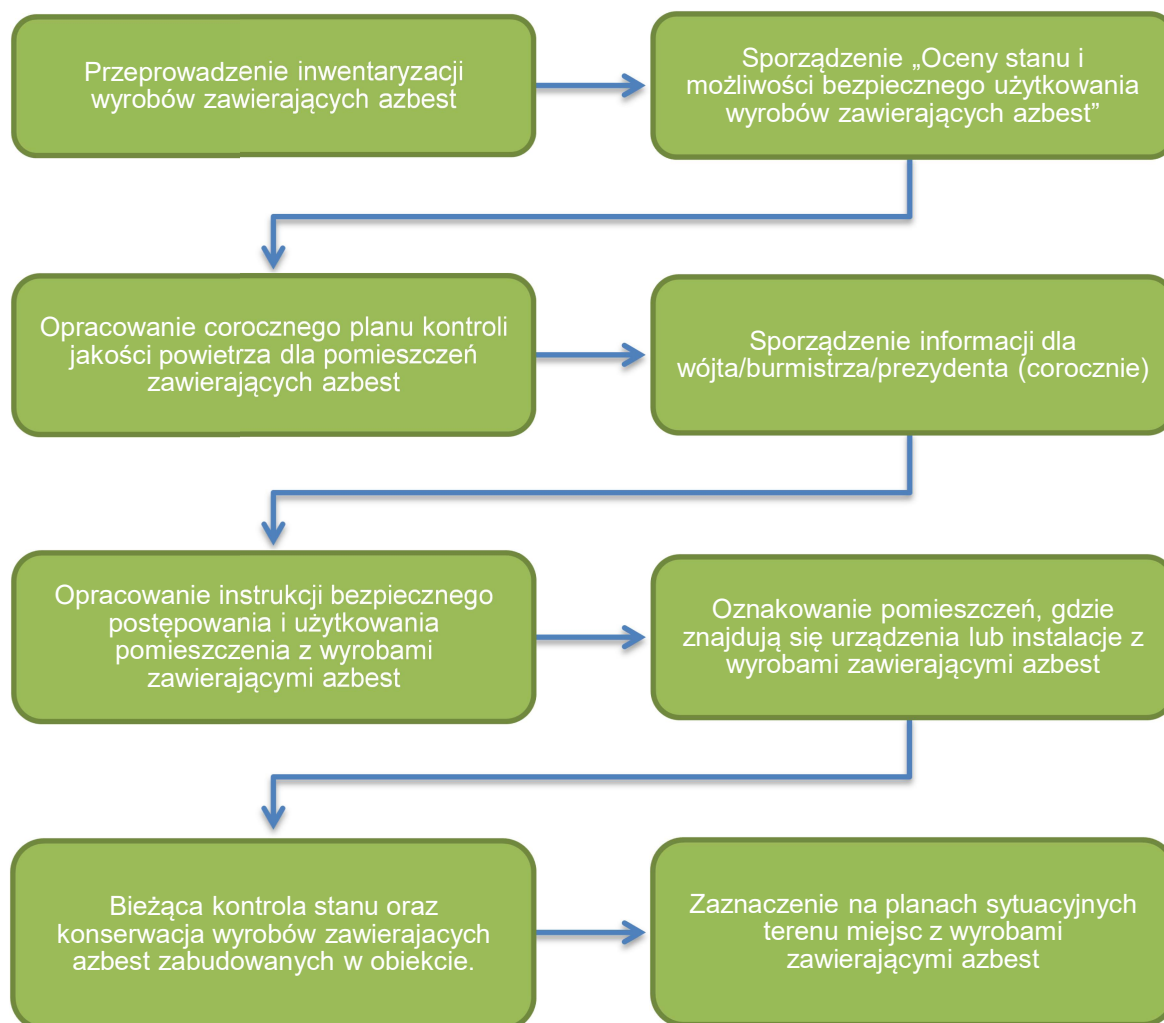 Przeprowadzenie inwentaryzacji
wyrobów zawierających azbest
Sporządzenie „Oceny stanu i
możliwości bezpiecznego użytkowania
wyrobów zawierających azbest”
Opracowanie corocznego planu kontroli
jakości powietrza dla pomieszczeń
zawierających azbest
Sporządzenie informacji dla
wójta/burmistrza/prezydenta (corocznie)
Opracowanie instrukcji bezpiecznego
postępowania i użytkowania
pomieszczenia z wyrobami
zawierającymi azbest
Oznakowanie pomieszczeń, gdzie
znajdują się urządzenia lub instalacje z
wyrobami zawierającymi azbest
Bieżąca kontrola stanu oraz
konserwacja wyrobów zawierajacych
azbest zabudowanych w obiekcie.
Zaznaczenie na planach sytuacyjnych
terenu miejsc z wyrobami
zawierającymi azbest